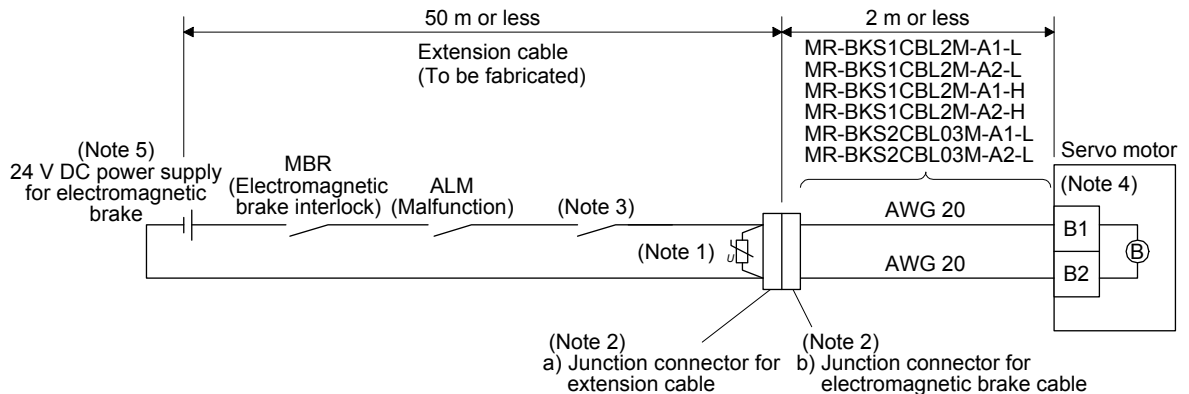 50 m or less
2 m or less
Extension cable
(To be fabricated)
MR-BKS1CBL2M-A1-L
MR-BKS1CBL2M-A2-L
MR-BKS1CBL2M-A1-H
MR-BKS1CBL2M-A2-H
MR-BKS2CBL03M-A1-L
MR-BKS2CBL03M-A2-L
(Note 5)
24 V DC power supply
for electromagnetic
brake
MBR
(Electromagnetic
brake interlock)
ALM
(Malfunction)
(Note 3)
(Note 1)
U
AWG 20
AWG 20
Servo motor
(Note 4)
B1
B2
B
(Note 2)
a) Junction connector for
extension cable
(Note 2)
b) Junction connector for
electromagnetic brake cable